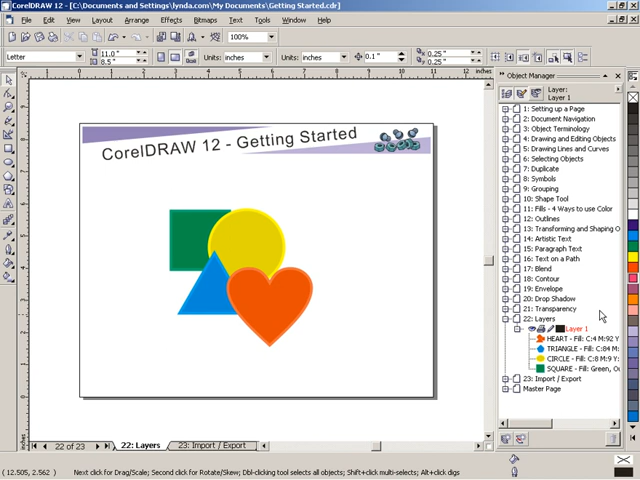 CorelDRAW 12 - [C:\Documents and Settings\lynda.com\Getting Started.cdr]
File Edit View Layout Arrange Effects Bitmaps Text Tools Window Help
100%
Letter 11.0 " 8.5 " Units: inches Units: inches 0.1 " 0.25 " 0.25 "
inches
Object Manager
Layer:
Layer 1
CorelDRAW 12 - Getting Started
1: Setting up a Page
2: Document Navigation
3: Object Terminology
4: Drawing and Editing Objects
5: Drawing Lines and Curves
6: Selecting Objects
7: Duplicate
8: Symbols
9: Grouping
10: Shape Tool
11: Fills - 4 Ways to use Color
12: Outlines
13: Transforming and Shaping O
14: Artistic Text
15: Paragraph Text
16: Text on a Path
17: Blend
18: Contour
19: Envelope
20: Drop Shadow
21: Transparency
22: Layers
Layer 1
HEART - Fill: C:4 M:92 Y
TRIANGLE - Fill: C:84 M
CIRCLE - Fill: C:8 M:9 Y:
SQUARE - Fill: Green, Ou
23: Import / Export
Master Page
22 of 23 22: Layers 23: Import / Export
(12.505, 2.562) Next click for Drag/Scale; Second click for Rotate/Skew; Dbl-clicking tool selects all objects; Shift+click multi-selects; Alt+click digs